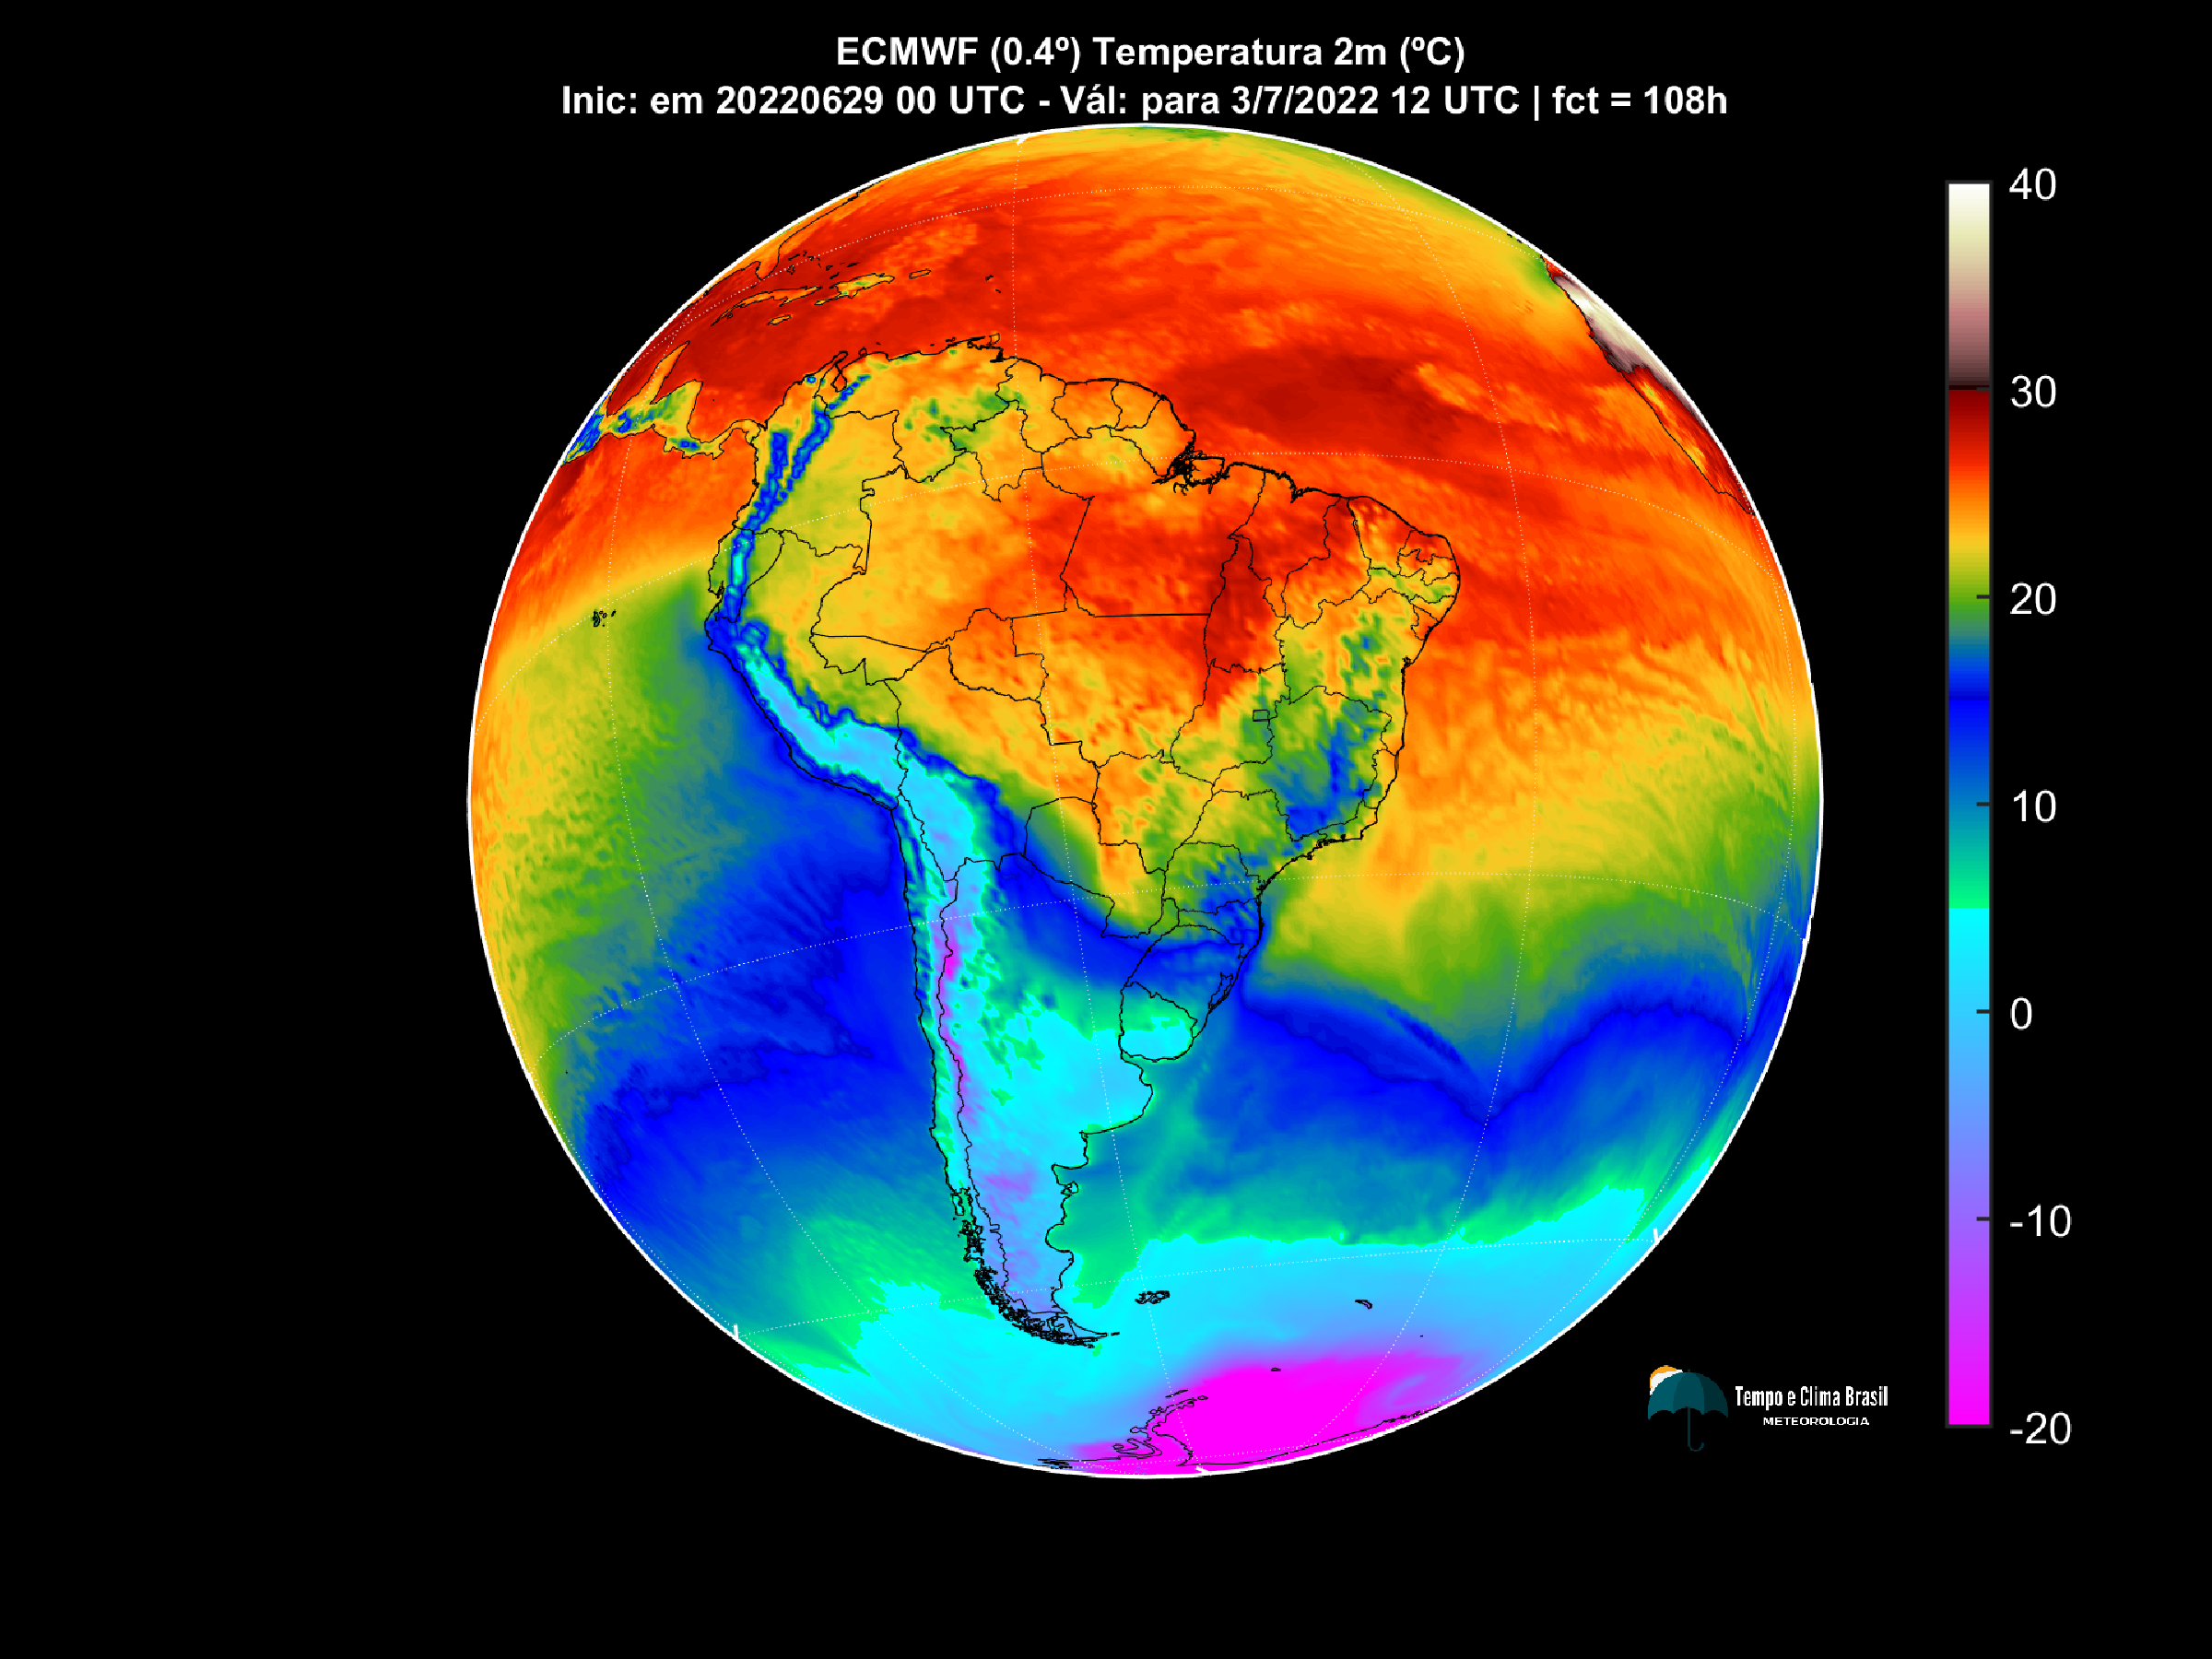 ECMWF (0.4º) Temperatura 2m (ºC)
Inic: em 20220629 00 UTC - Vál: para 3/7/2022 12 UTC | fct = 108h
40
30
20
10
0
-10
-20
Tempo e Clima Brasil
METEOROLOGIA